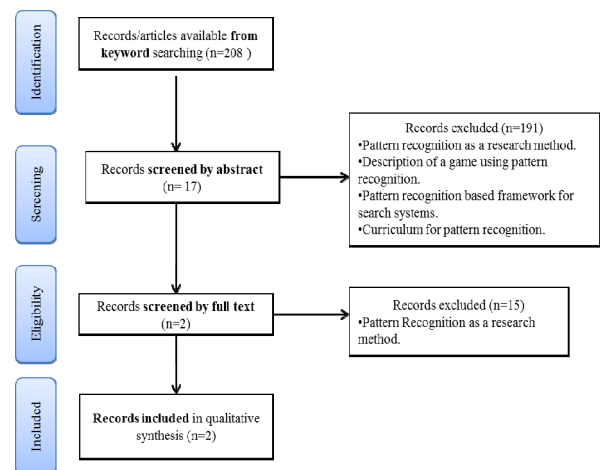 Identification
Records/articles available from
keyword searching (n=208 )
Screening
Records screened by abstract
(n= 17)
Records excluded (n=191)
•Pattern recognition as a research method.
•Description of a game using pattern
recognition.
•Pattern recognition based framework for
search systems.
•Curriculum for pattern recognition.
Eligibility
Records screened by full text
(n=2)
Records excluded (n=15)
•Pattern Recognition as a research
method.
Included
Records included in qualitative
synthesis (n=2)